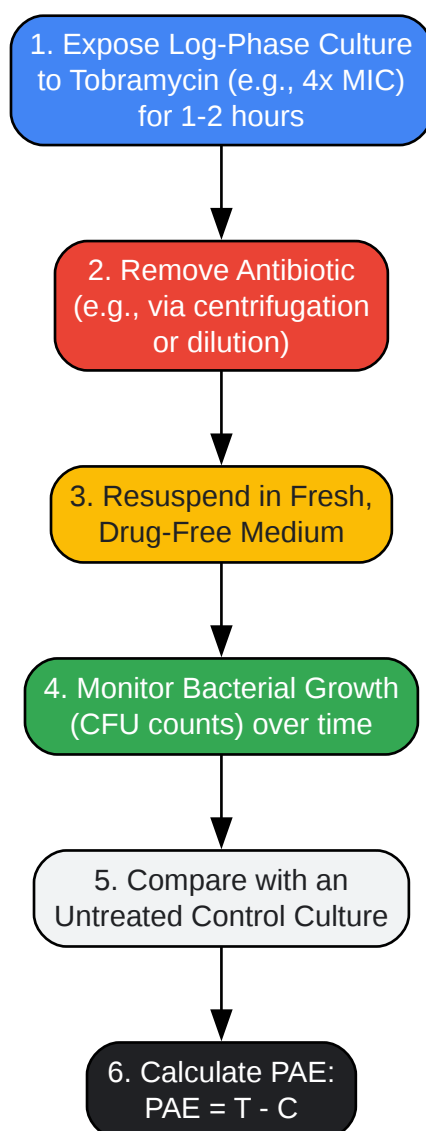 1. Expose Log-Phase Culture
to Tobramycin (e.g., 4x MIC)
for 1-2 hours
2. Remove Antibiotic
(e.g., via centrifugation
or dilution)
3. Resuspend in Fresh,
Drug-Free Medium
4. Monitor Bacterial Growth
(CFU counts) over time
5. Compare with an
Untreated Control Culture
6. Calculate PAE:
PAE = T - C